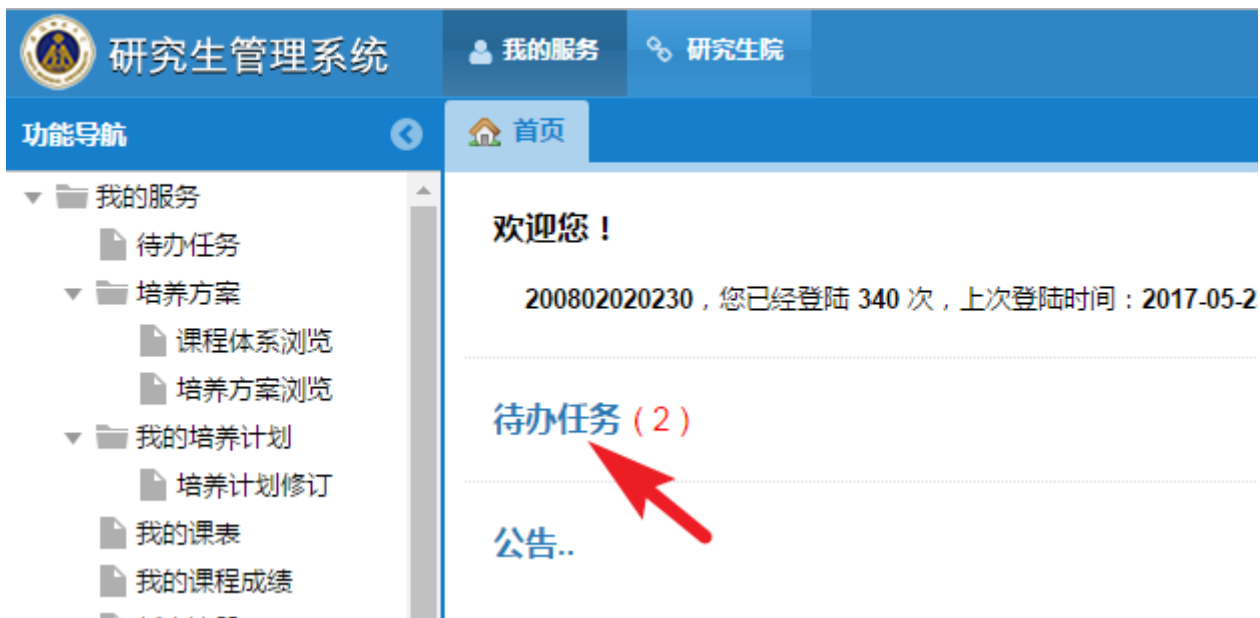 研究生管理系统
我的服务
研究生院
功能导航
首页
我的服务
待办任务
培养方案
课程体系浏览
培养方案浏览
我的培养计划
培养计划修订
我的课表
我的课程成绩
欢迎您！
200802020230，您已经登陆 340 次，上次登陆时间：2017-05-2
待办任务（2）
公告..